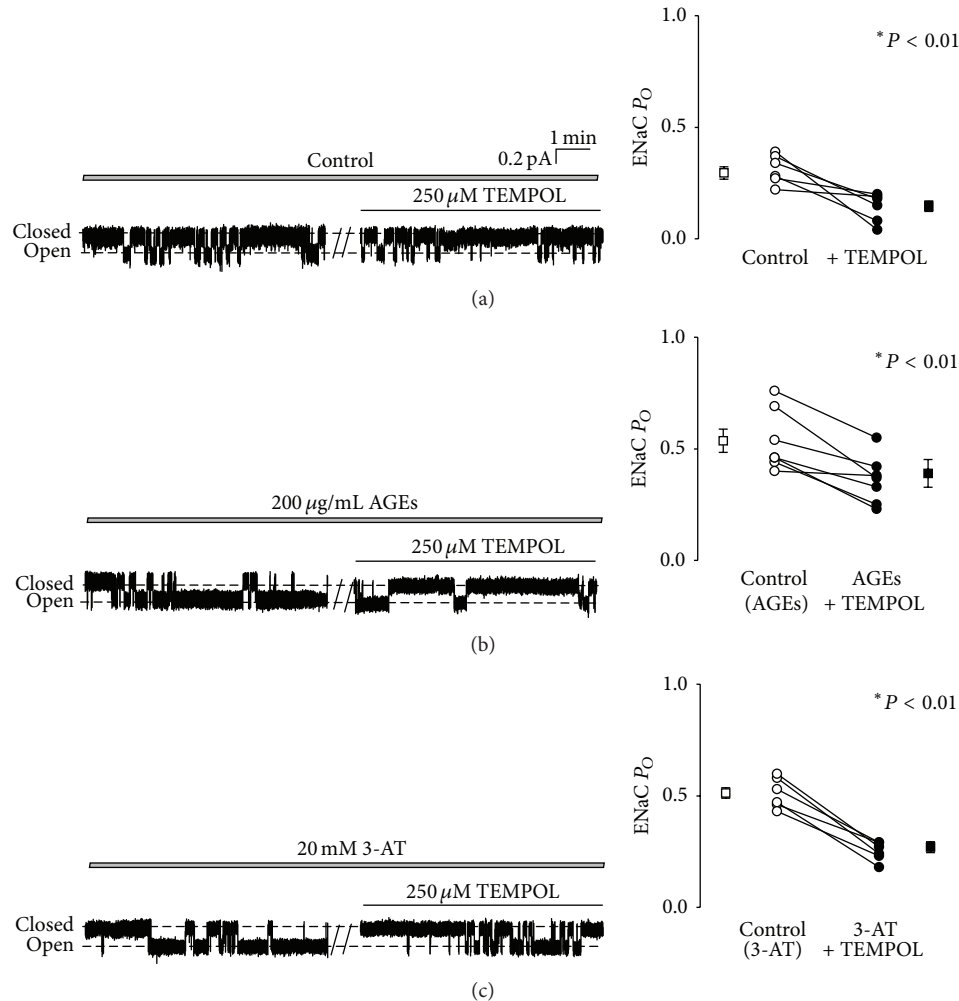 1 min
0.2 pA
Control
250 μM TEMPOL
Closed
Open
1.0
0.5
0.0
ENaC P_O
*P < 0.01
Control + TEMPOL
(a)
200 μg/mL AGEs
250 μM TEMPOL
Closed
Open
1.0
0.5
0.0
ENaC P_O
*P < 0.01
Control AGEs
(AGEs) + TEMPOL
(b)
20 mM 3-AT
250 μM TEMPOL
Closed
Open
1.0
0.5
0.0
ENaC P_O
*P < 0.01
Control 3-AT
(3-AT) + TEMPOL
(c)